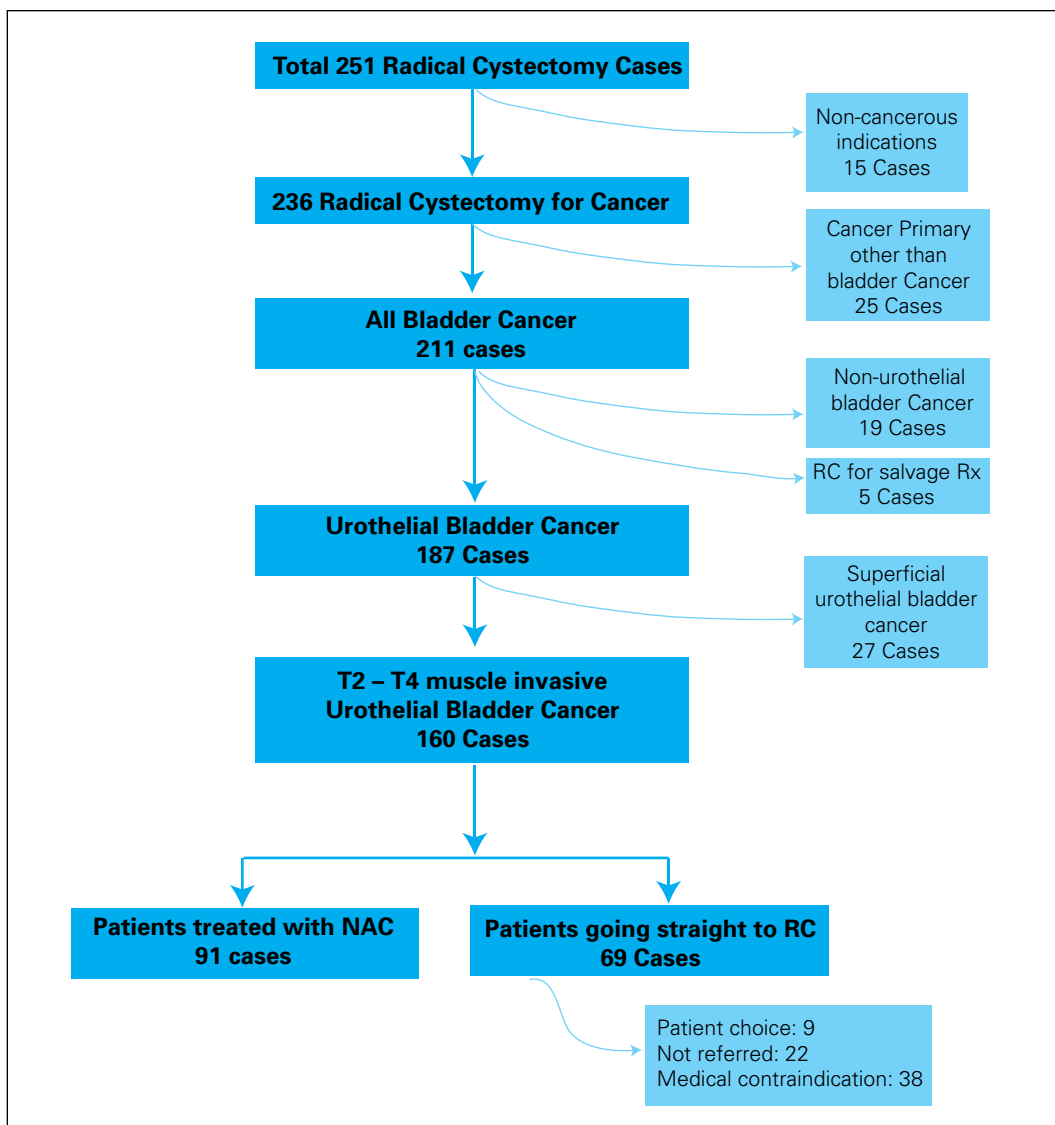 Total 251 Radical Cystectomy Cases
Non-cancerous
indications
15 Cases
236 Radical Cystectomy for Cancer
Cancer Primary
other than
bladder Cancer
25 Cases
All Bladder Cancer
211 cases
Non-urothelial
bladder Cancer
19 Cases
RC for salvage Rx
5 Cases
Urothelial Bladder Cancer
187 Cases
Superficial
urothelial bladder
cancer
27 Cases
T2 – T4 muscle invasive
Urothelial Bladder Cancer
160 Cases
Patients treated with NAC
91 cases
Patients going straight to RC
69 Cases
Patient choice: 9
Not referred: 22
Medical contraindication: 38